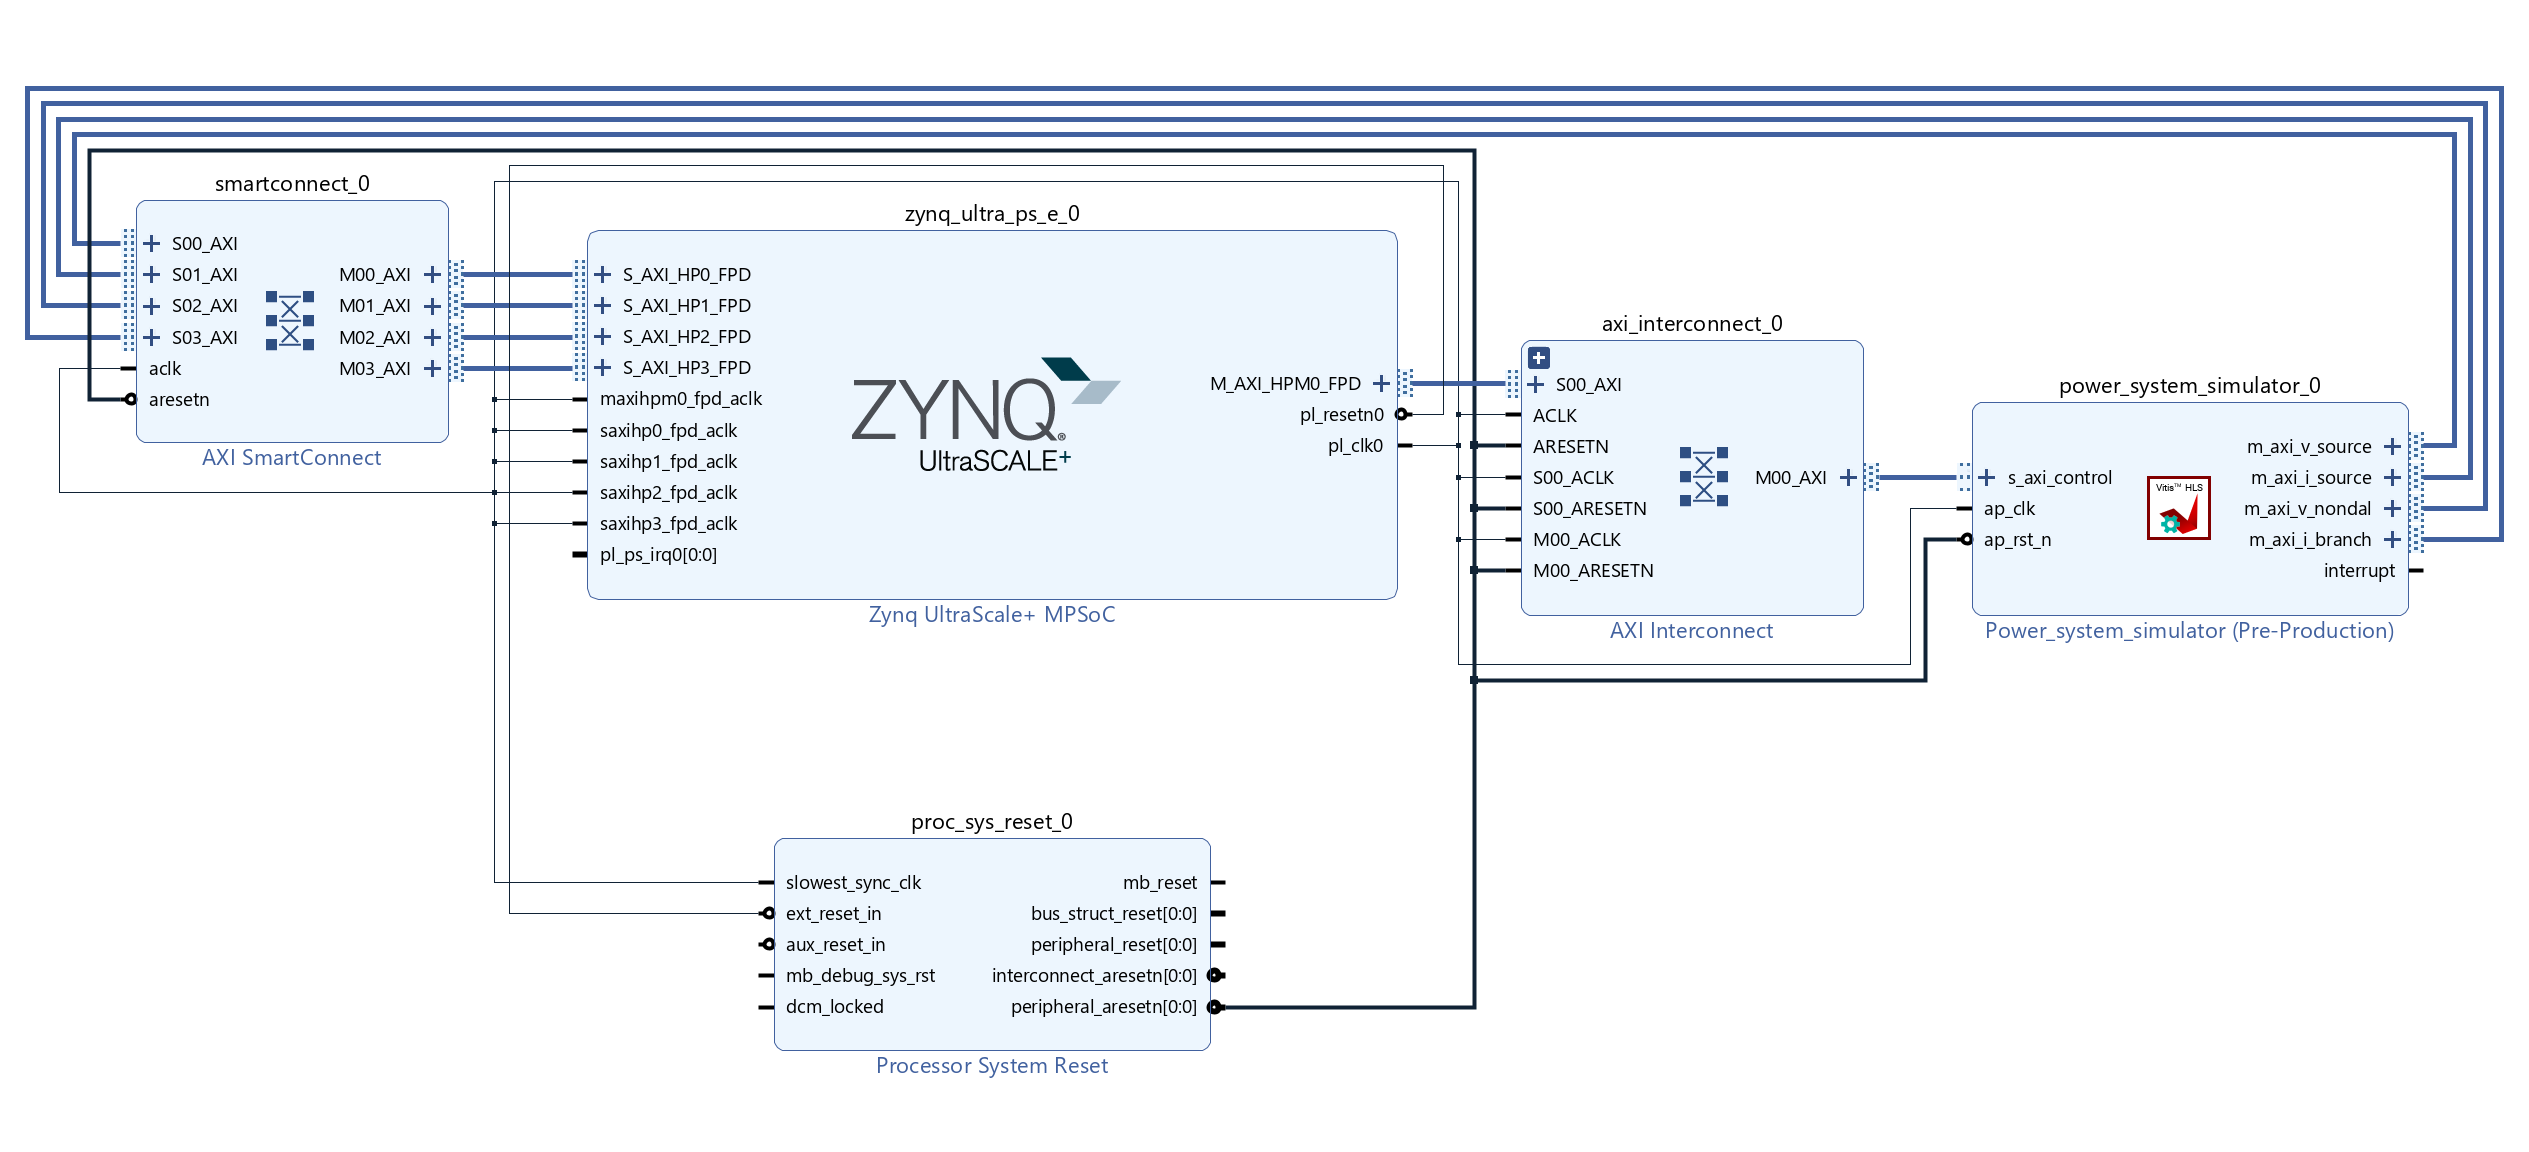 smartconnect_0
S00_AXI
S01_AXI
S02_AXI
S03_AXI
aclk
aresetn
M00_AXI
M01_AXI
M02_AXI
M03_AXI
AXI SmartConnect
zynq_ultra_ps_e_0
S_AXI_HP0_FPD
S_AXI_HP1_FPD
S_AXI_HP2_FPD
S_AXI_HP3_FPD
maxihpm0_fpd_aclk
saxihp0_fpd_aclk
saxihp1_fpd_aclk
saxihp2_fpd_aclk
saxihp3_fpd_aclk
pl_ps_irq0[0:0]
ZYNQ®
UltraSCALE+
M_AXI_HPM0_FPD
pl_resetn0
pl_clk0
Zynq UltraScale+ MPSoC
axi_interconnect_0
S00_AXI
ACLK
ARESETN
S00_ACLK
S00_ARESETN
M00_ACLK
M00_ARESETN
M00_AXI
AXI Interconnect
power_system_simulator_0
s_axi_control
ap_clk
ap_rst_n
Vitis™ HLS
m_axi_v_source
m_axi_i_source
m_axi_v_nondal
m_axi_i_branch
interrupt
Power_system_simulator (Pre-Production)
proc_sys_reset_0
slowest_sync_clk
ext_reset_in
aux_reset_in
mb_debug_sys_rst
dcm_locked
mb_reset
bus_struct_reset[0:0]
peripheral_reset[0:0]
interconnect_aresetn[0:0]
peripheral_aresetn[0:0]
Processor System Reset